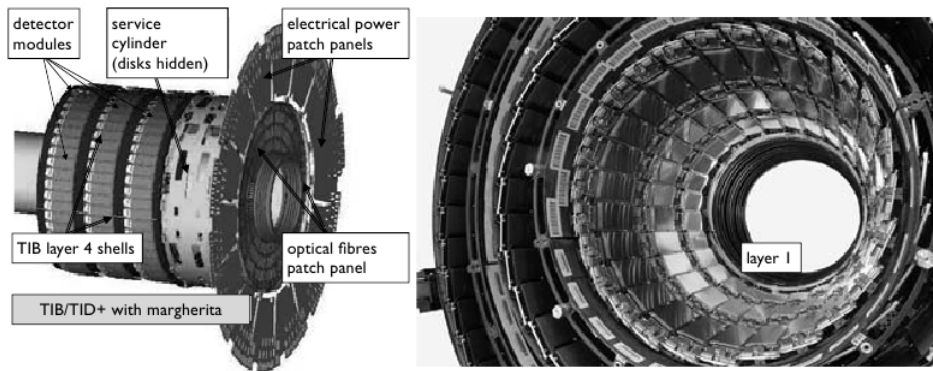 detector
modules
service
cylinder
(disks hidden)
electrical power
patch panels
TIB layer 4 shells
optical fibres
patch panel
TIB/TID+ with margherita
layer 1